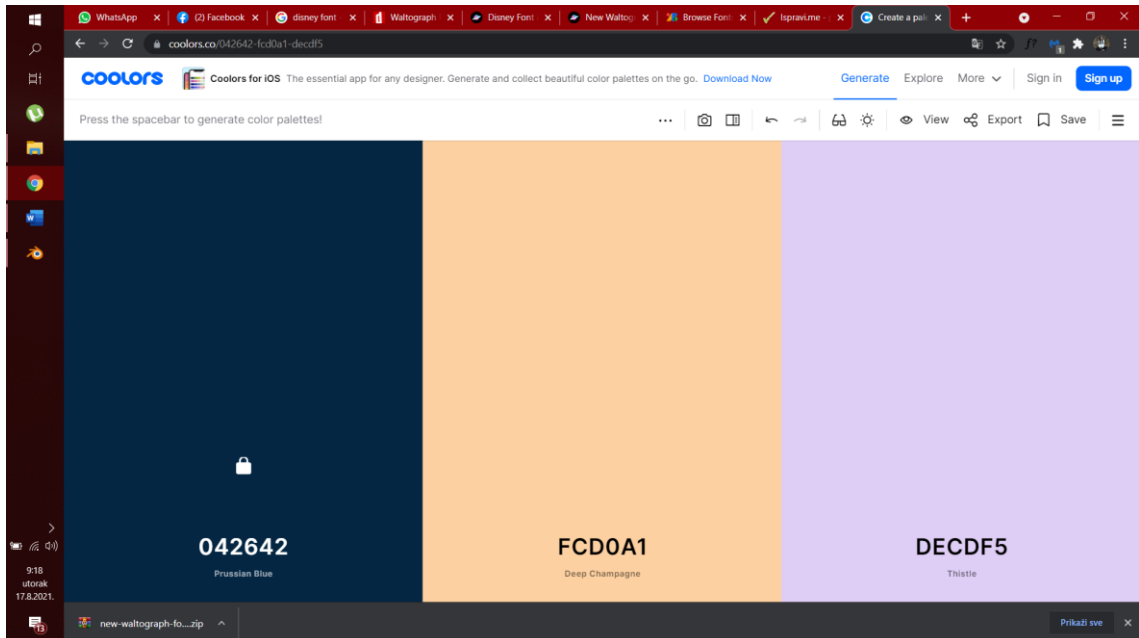 WhatsApp
(2) Facebook
disney font -
Waltograph
Disney Font
New Waltog
Browse Font
Ispravi.me -
Create a pal
coolors.co/042642-fcd0a1-decdf5
coolors
Coolors for iOS The essential app for any designer. Generate and collect beautiful color palettes on the go. Download Now
Generate Explore More Sign in Sign up
Press the spacebar to generate color palettes!
View Export Save
042642
Prussian Blue
FCD0A1
Deep Champagne
DECDF5
Thistle
9:18
utorak
17.8.2021.
13
new-waltograph-fo....zip
Prikaži sve